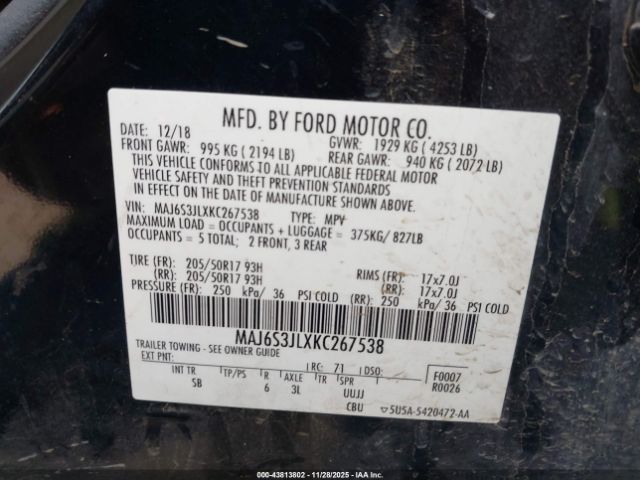 MFD. BY FORD MOTOR CO.
DATE: 12/18 GVWR: 1929 KG ( 4253 LB)
FRONT GAWR: 995 KG ( 2194 LB) REAR GAWR: 940 KG ( 2072 LB)
THIS VEHICLE CONFORMS TO ALL APPLICABLE FEDERAL MOTOR
VEHICLE SAFETY AND THEFT PREVENTION STANDARDS
IN EFFECT ON THE DATE OF MANUFACTURE SHOWN ABOVE.
VIN: MAJ6S3JLXKC267538 TYPE: MPV
MAXIMUM LOAD = OCCUPANTS + LUGGAGE = 375KG/ 827LB
OCCUPANTS = 5 TOTAL; 2 FRONT, 3 REAR
TIRE (FR): 205/50R17 93H RIMS (FR): 17x7.0J
(RR): 205/50R17 93H (RR): 17x7.0J
PRESSURE (FR): 250 kPa/ 36 PSI COLD (RR): 250 kPa/ 36 PSI COLD
MAJ6S3JLXKC267538
TRAILER TOWING - SEE OWNER GUIDE
EXT PNT: RC: 71 DSO: F0007
INT TR TP/PS R AXLE TR SPR R0026
SB 6 3L UUJJ
CBU ▽5U5A-5420472-AA
000-43813802 - 11/28/2025 - IAAI.com